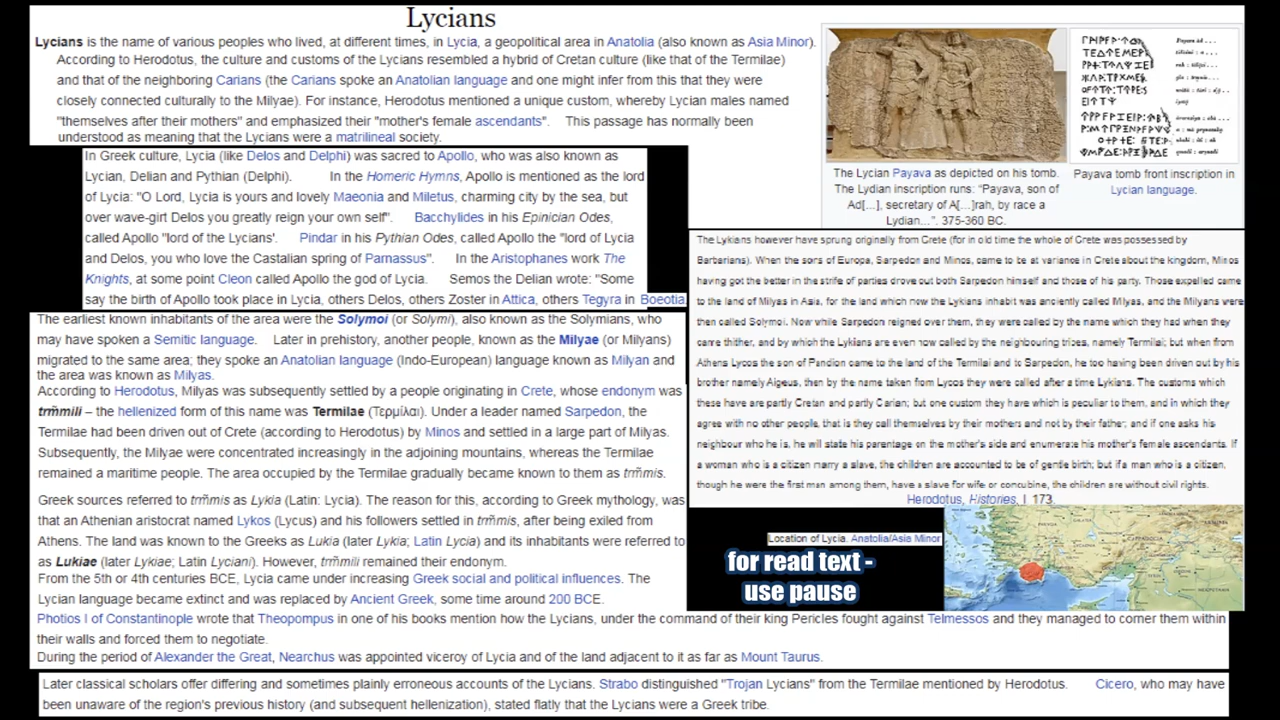 Lycians
Lycians is the name of various peoples who lived, at different times, in Lycia, a geopolitical area in Anatolia (also known as Asia Minor).
According to Herodotus, the culture and customs of the Lycians resembled a hybrid of Cretan culture (like that of the Termilae)
and that of the neighboring Carians (the Carians spoke an Anatolian language and one might infer from this that they were
closely connected culturally to the Milyae). For instance, Herodotus mentioned a unique custom, whereby Lycian males named
"themselves after their mothers" and emphasized their "mother's female ascendants". This passage has normally been
understood as meaning that the Lycians were a matrilineal society.
In Greek culture, Lycia (like Delos and Delphi) was sacred to Apollo, who was also known as
Lycian, Delian and Pythian (Delphi). In the Homeric Hymns, Apollo is mentioned as the lord
of Lycia: "O Lord, Lycia is yours and lovely Maeonia and Miletus, charming city by the sea, but
over wave-girt Delos you greatly reign your own self". Bacchylides in his Epinician Odes,
called Apollo "lord of the Lycians'. Pindar in his Pythian Odes, called Apollo the "lord of Lycia
and Delos, you who love the Castalian spring of Parnassus". In the Aristophanes work The
Knights, at some point Cleon called Apollo the god of Lycia. Semos the Delian wrote: "Some
say the birth of Apollo took place in Lycia, others Delos, others Zoster in Attica, others Tegyra in Boeotia.
The earliest known inhabitants of the area were the Solymoi (or Solymi), also known as the Solymians, who
may have spoken a Semitic language. Later in prehistory, another people, known as the Milyae (or Milyans)
migrated to the same area; they spoke an Anatolian language (Indo-European) language known as Milyan and
the area was known as Milyas.
According to Herodotus, Milyas was subsequently settled by a people originating in Crete, whose endonym was
trm̃mili – the hellenized form of this name was Termilae (Τερμίλαι). Under a leader named Sarpedon, the
Termilae had been driven out of Crete (according to Herodotus) by Minos and settled in a large part of Milyas.
Subsequently, the Milyae were concentrated increasingly in the adjoining mountains, whereas the Termilae
remained a maritime people. The area occupied by the Termilae gradually became known to them as trm̃mis.
Greek sources referred to trm̃mis as Lykia (Latin: Lycia). The reason for this, according to Greek mythology, was
that an Athenian aristocrat named Lykos (Lycus) and his followers settled in trm̃mis, after being exiled from
Athens. The land was known to the Greeks as Lukia (later Lykia; Latin Lycia) and its inhabitants were referred to
as Lukiae (later Lykiae; Latin Lyciani). However, trm̃mili remained their endonym.
From the 5th or 4th centuries BCE, Lycia came under increasing Greek social and political influences. The
Lycian language became extinct and was replaced by Ancient Greek, some time around 200 BCE.
Photios I of Constantinople wrote that Theopompus in one of his books mention how the Lycians, under the command of their king Pericles fought against Telmessos and they managed to corner them within
their walls and forced them to negotiate.
During the period of Alexander the Great, Nearchus was appointed viceroy of Lycia and of the land adjacent to it as far as Mount Taurus.
Later classical scholars offer differing and sometimes plainly erroneous accounts of the Lycians. Strabo distinguished "Trojan Lycians" from the Termilae mentioned by Herodotus. Cicero, who may have
been unaware of the region's previous history (and subsequent hellenization), stated flatly that the Lycians were a Greek tribe.
The Lycian Payava as depicted on his tomb.
The Lydian inscription runs: "Payava, son of
Ad[...], secretary of A[...]rah, by race a
Lydian...". 375-360 BC.
Payava tomb front inscription in
Lycian language.
The Lykians however have sprung originally from Crete (for in old time the whole of Crete was possessed by
Barbarians). When the sons of Europa, Sarpedon and Minos, came to be at variance in Crete about the kingdom, Minos
having got the better in the strife of parties drove out both Sarpedon himself and those of his party. Those expelled came
to the land of Milyas in Asia, for the land which now the Lykians inhabit was anciently called Milyas, and the Milyans were
then called Solymoi. Now while Sarpedon reigned over them, they were called by the name which they had when they
came thither, and by which the Lykians are even now called by the neighbouring tribes, namely Termilai; but when from
Athens Lycos the son of Pandion came to the land of the Termilai and to Sarpedon, he too having been driven out by his
brother namely Aigeus, then by the name taken from Lycos they were called after a time Lykians. The customs which
these have are partly Cretan and partly Carian; but one custom they have which is peculiar to them, and in which they
agree with no other people, that is they call themselves by their mothers and not by their father; and if one asks his
neighbour who he is, he will state his parentage on the mother's side and enumerate his mother's female ascendants. If
a woman who is a citizen marry a slave, the children are accounted to be of gentle birth; but if a man who is a citizen,
though he were the first man among them, have a slave for wife or concubine, the children are without civil rights.
Herodotus, Histories, I 173.
Location of Lycia. Anatolia/Asia Minor
for read text -
use pause